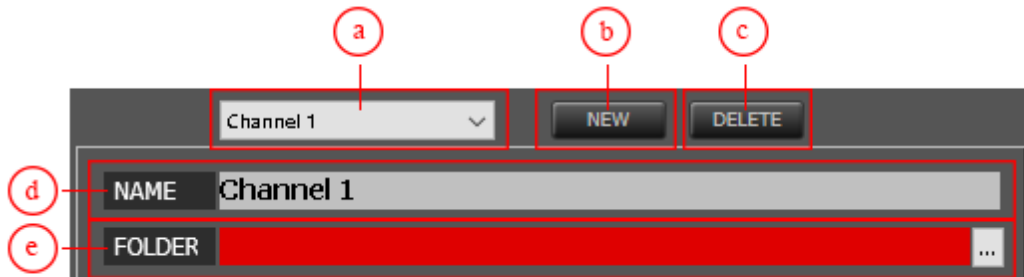 a b c
Channel 1 NEW DELETE
d NAME Channel 1
e FOLDER ...